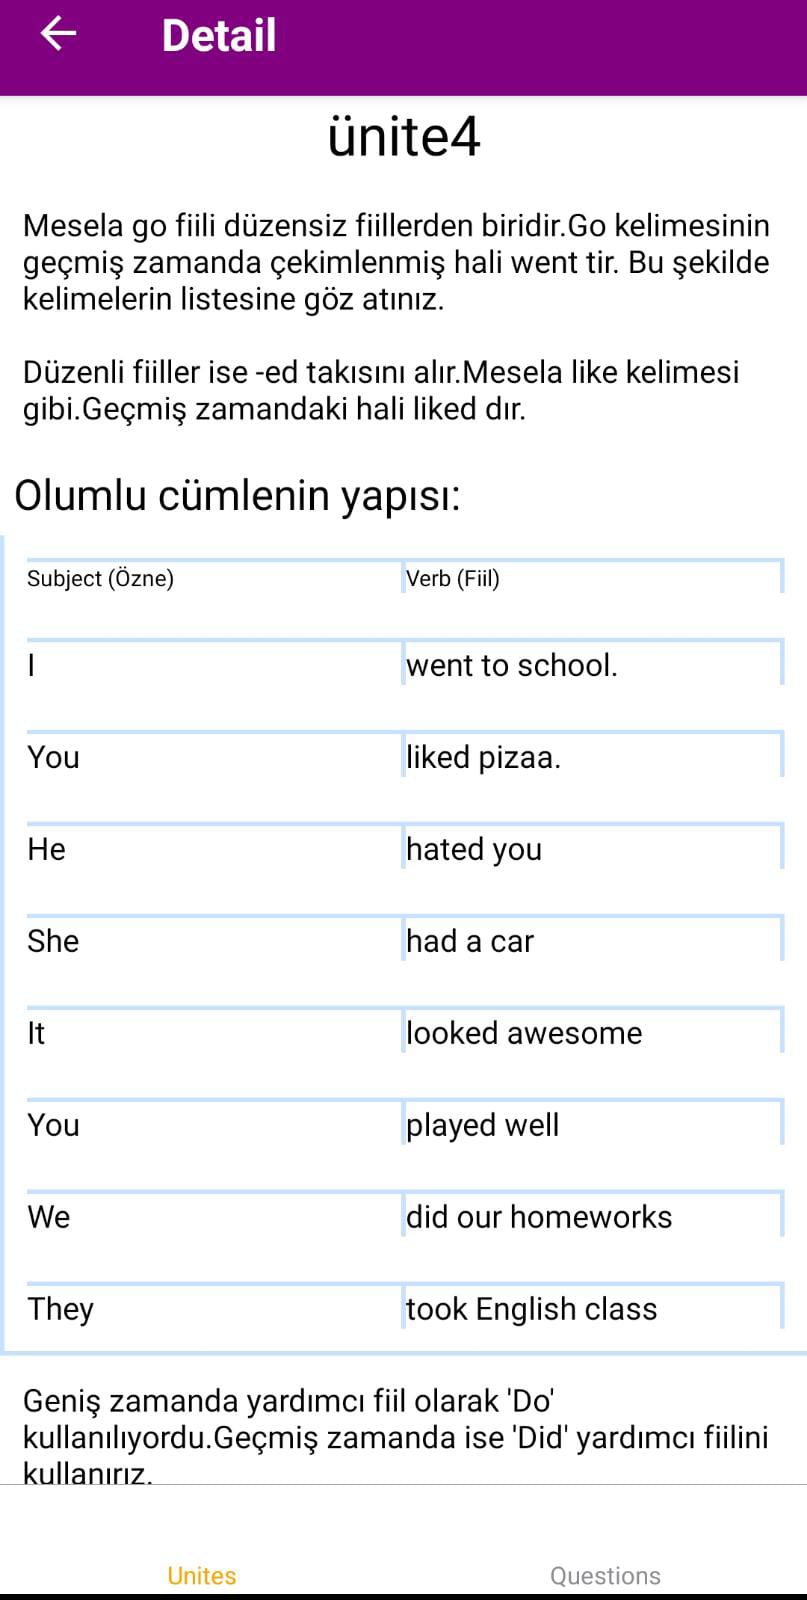 Detail
ünite4
Mesela go fiili düzensiz fiillerden biridir.Go kelimesinin
geçmiş zamanda çekimlenmiş hali went tir. Bu şekilde
kelimelerin listesine göz atınız.
Düzenli fiiller ise -ed takısını alır.Mesela like kelimesi
gibi.Geçmiş zamandaki hali liked dır.
Olumlu cümlenin yapısı:
Subject (Özne) Verb (Fiil)
I went to school.
You liked pizaa.
He hated you
She had a car
It looked awesome
You played well
We did our homeworks
They took English class
Geniş zamanda yardımcı fiil olarak 'Do'
kullanılıyordu.Geçmiş zamanda ise 'Did' yardımcı fiilini
kullanırız.
Unites Questions